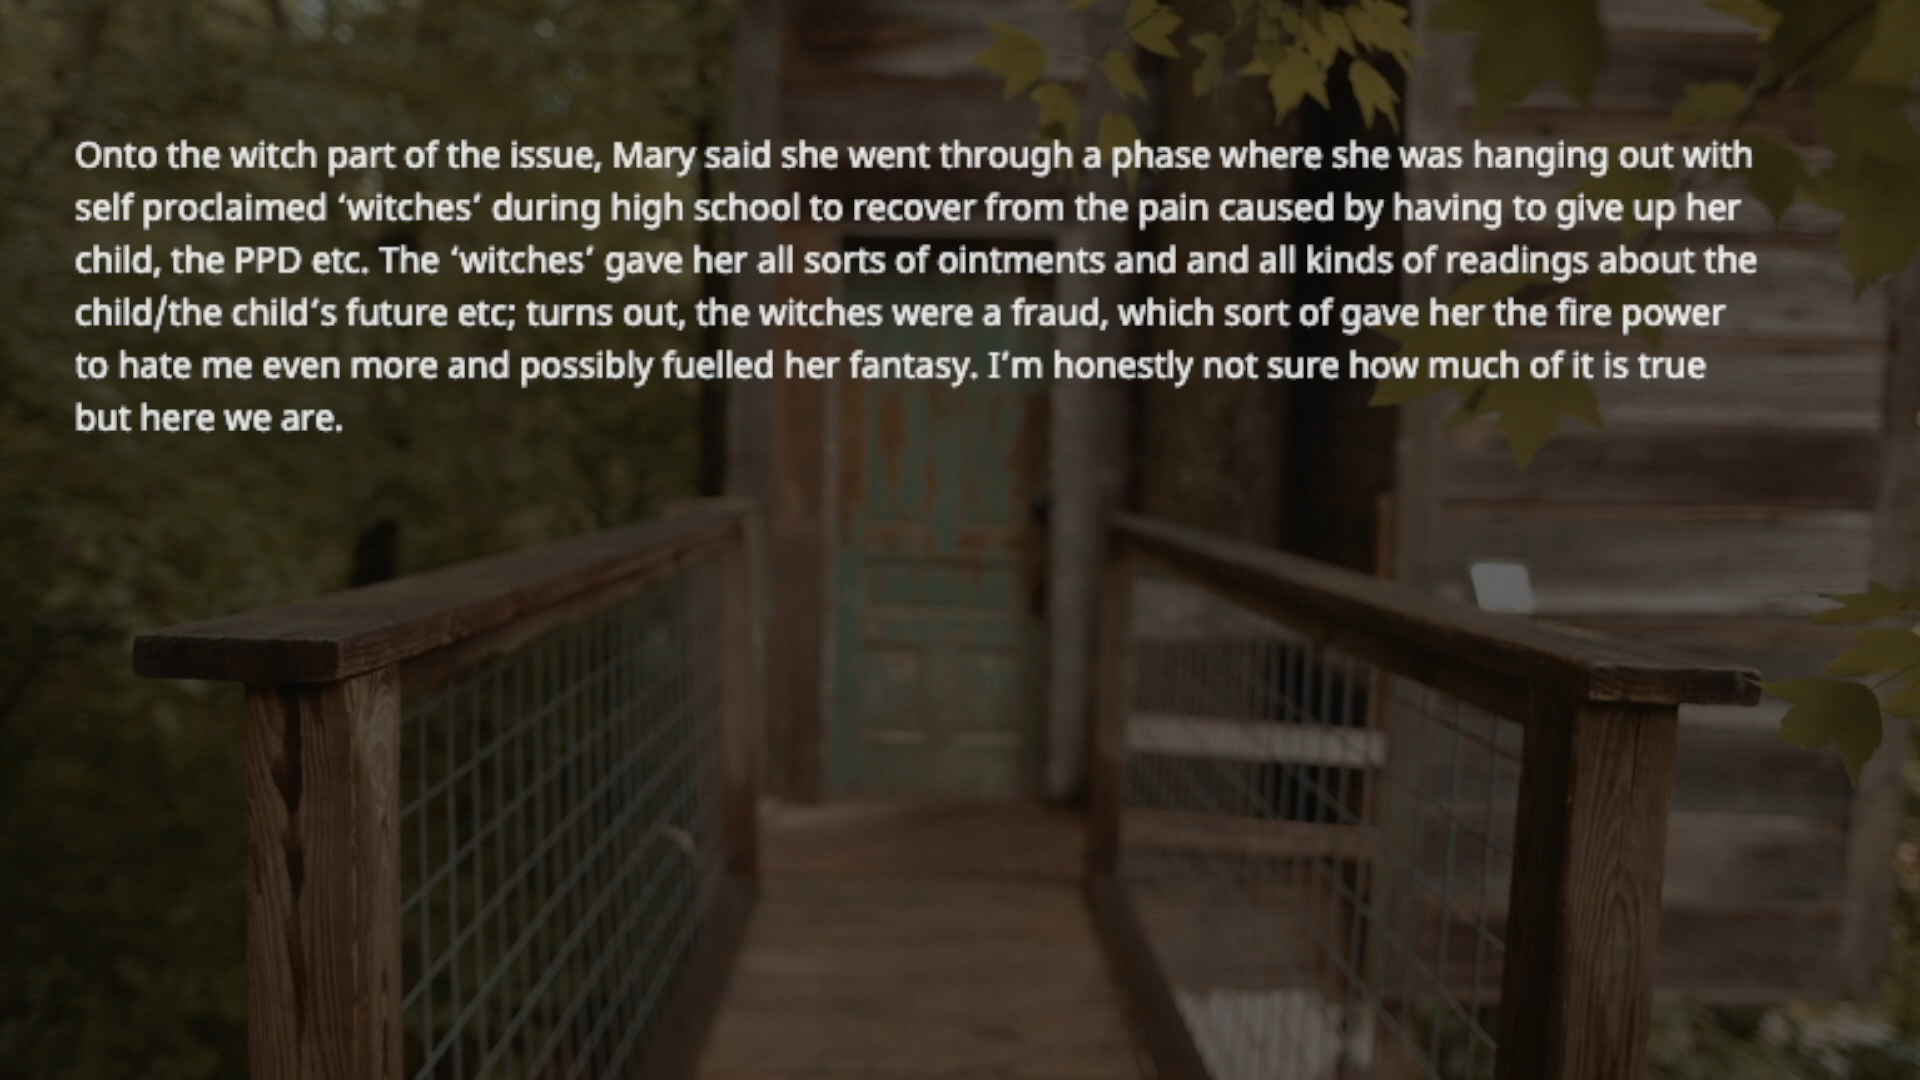 Onto the witch part of the issue, Mary said she went through a phase where she was hanging out with
self proclaimed ‘witches’ during high school to recover from the pain caused by having to give up her
child, the PPD etc. The ‘witches’ gave her all sorts of ointments and and all kinds of readings about the
child/the child’s future etc; turns out, the witches were a fraud, which sort of gave her the fire power
to hate me even more and possibly fuelled her fantasy. I’m honestly not sure how much of it is true
but here we are.